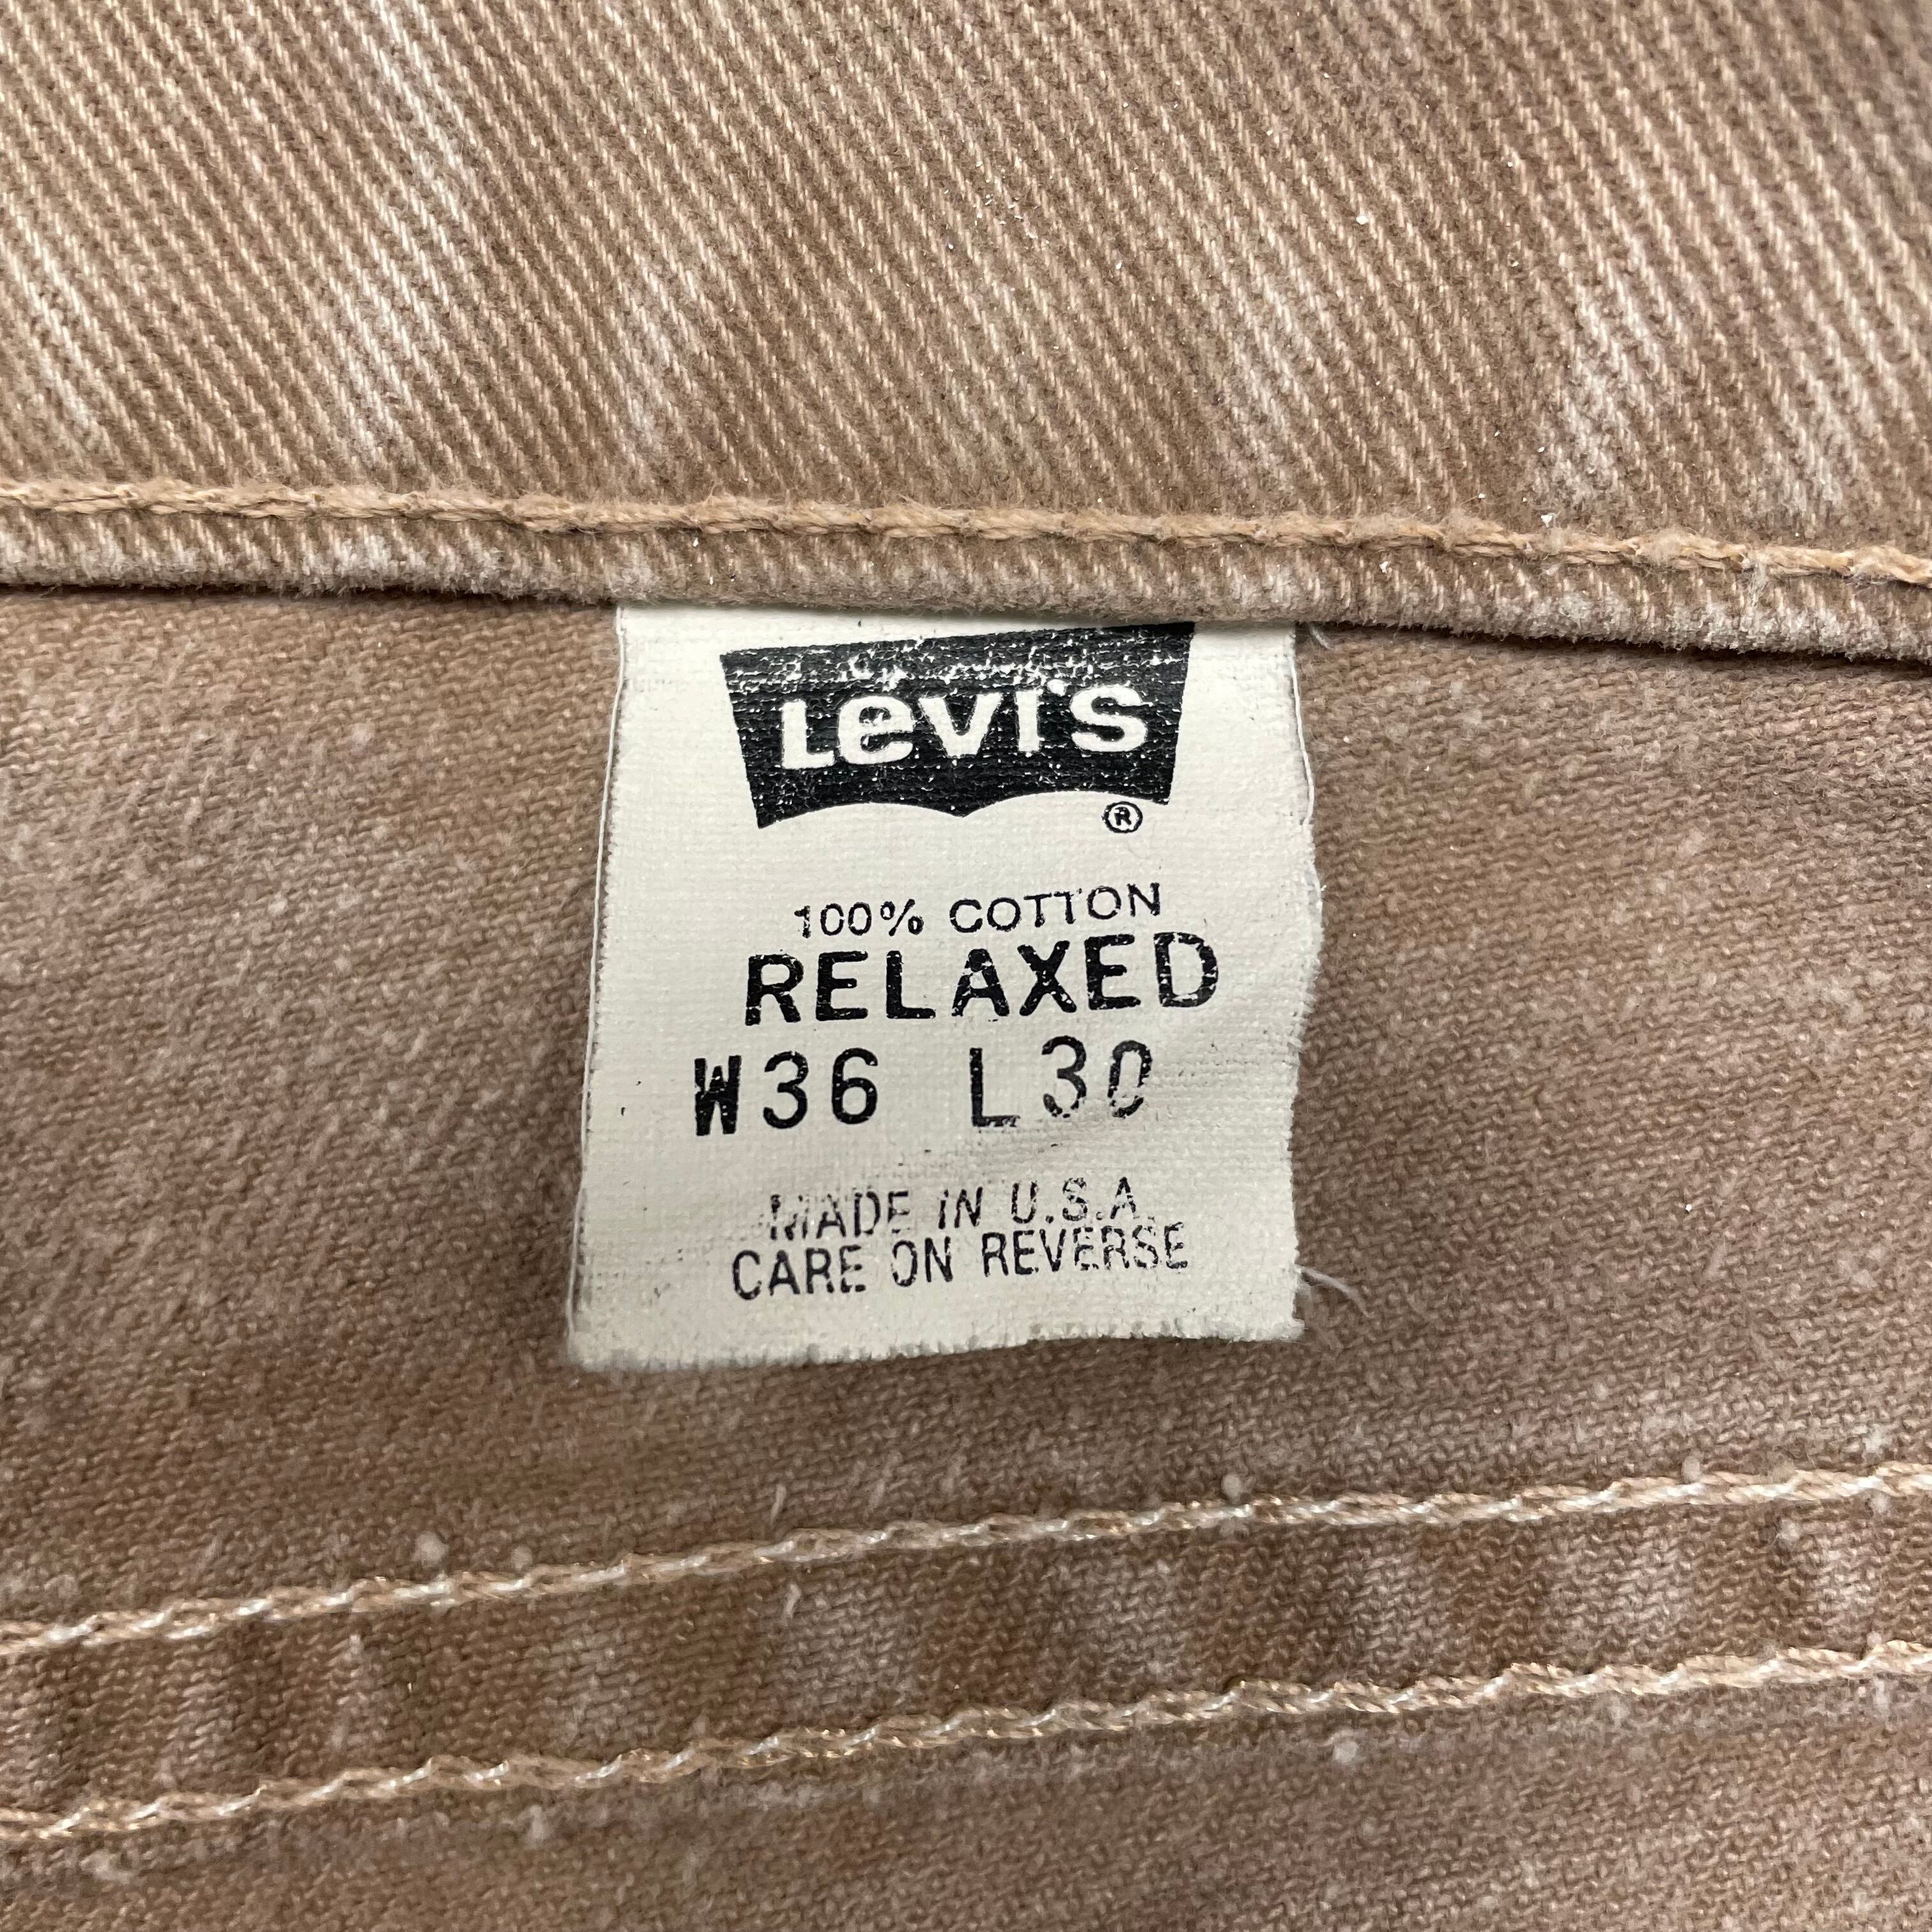 Levi's
®
100% COTTON
RELAXED
W36 L30
MADE IN U.S.A.
CARE ON REVERSE